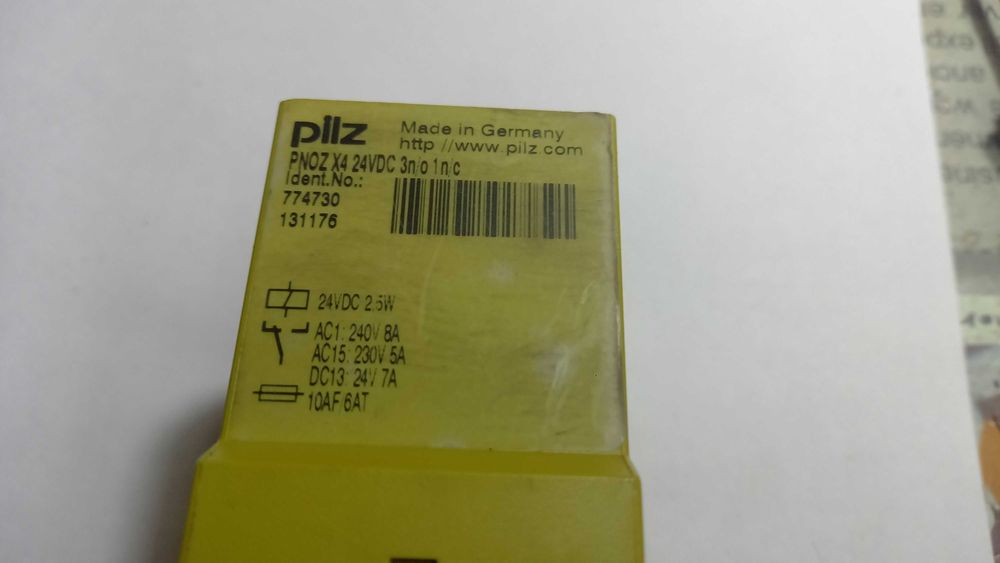 pilz
Made in Germany
http //www.pilz.com
PNOZ X4 24VDC 3n/o 1n/c
Ident.No.:
774730
131176
24VDC 2.5W
AC1: 240V 8A
AC15: 230V 5A
DC13: 24V 7A
10AF/6AT